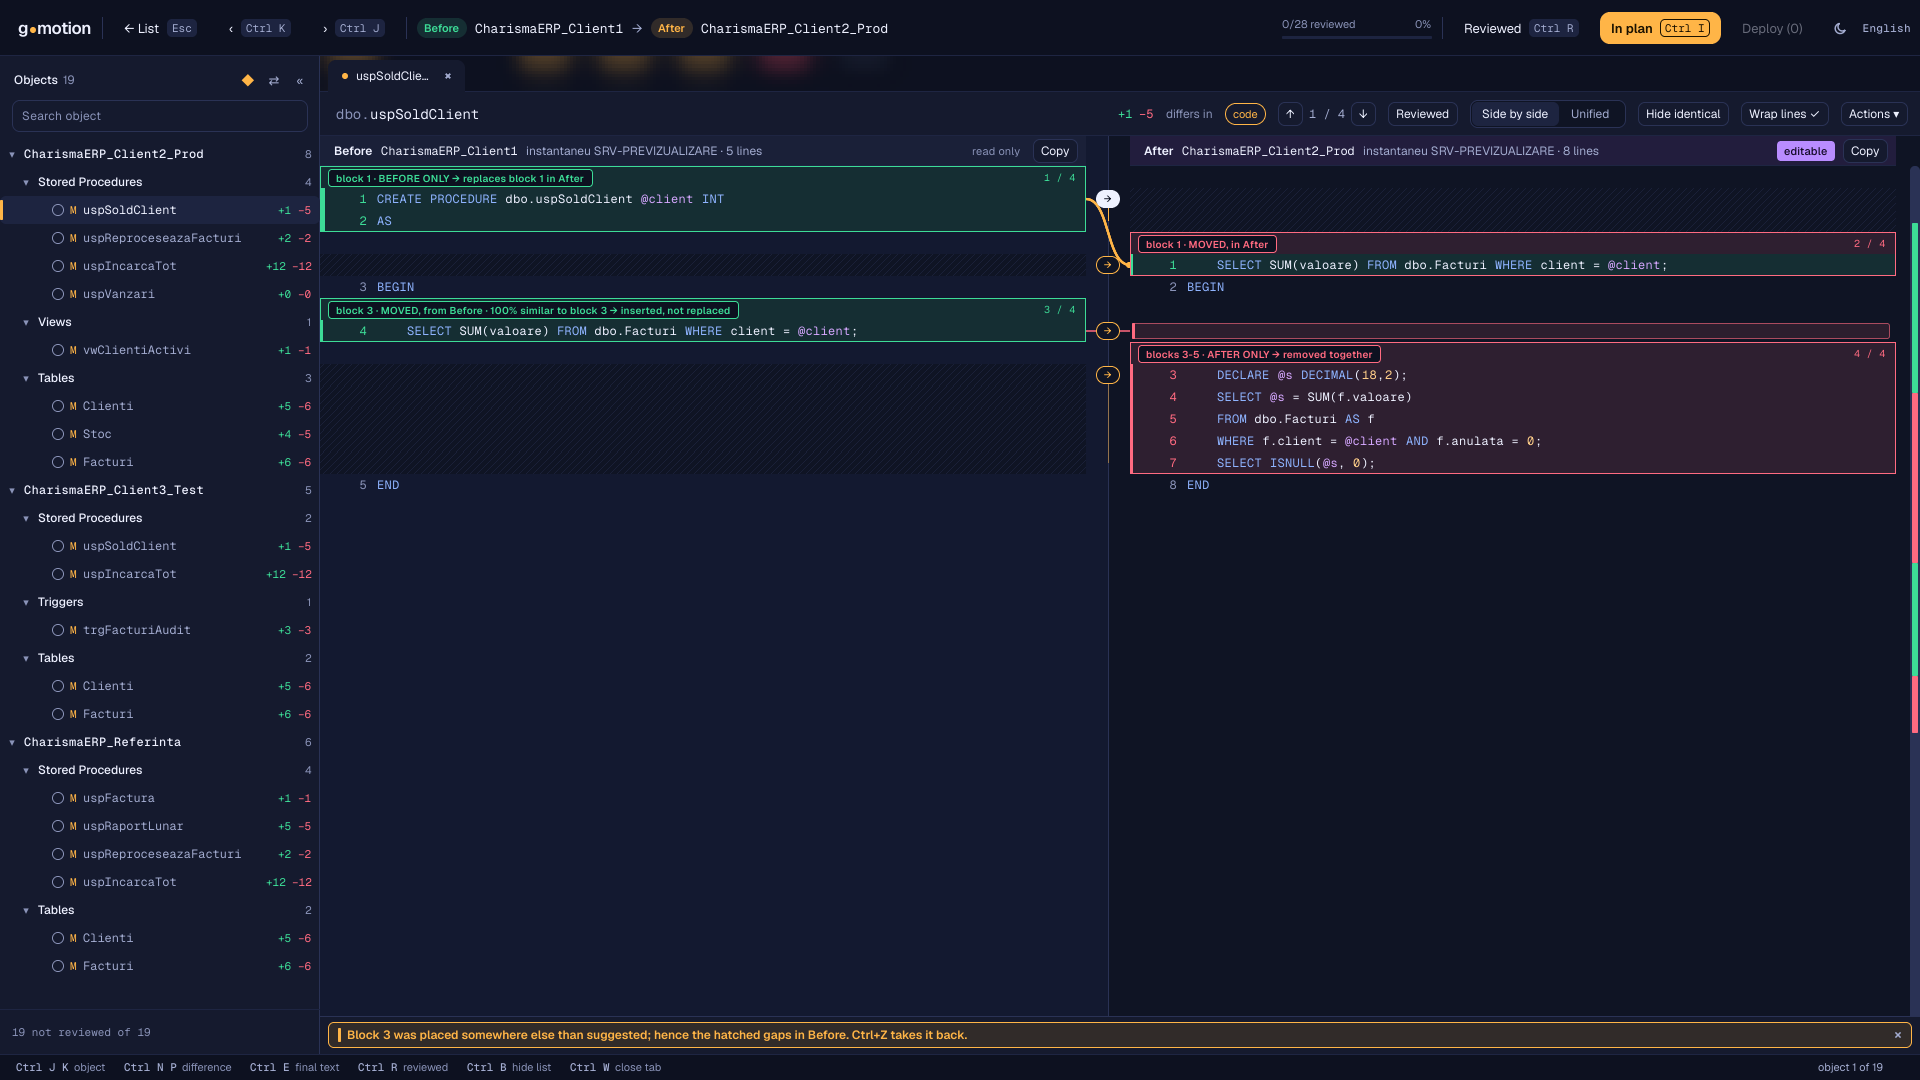 g●motion
← List Esc
‹ Ctrl K
› Ctrl J
Before CharismaERP_Client1 → After CharismaERP_Client2_Prod
0/28 reviewed 0%
Reviewed Ctrl R
In plan Ctrl I
Deploy (0)
English
Objects 19
Search object
▾ CharismaERP_Client2_Prod 8
▾ Stored Procedures 4
M uspSoldClient +1 −5
M uspReproceseazaFacturi +2 −2
M uspIncarcaTot +12 −12
M uspVanzari +0 −0
▾ Views 1
M vwClientiActivi +1 −1
▾ Tables 3
M Clienti +5 −6
M Stoc +4 −5
M Facturi +6 −6
▾ CharismaERP_Client3_Test 5
▾ Stored Procedures 2
M uspSoldClient +1 −5
M uspIncarcaTot +12 −12
▾ Triggers 1
M trgFacturiAudit +3 −3
▾ Tables 2
M Clienti +5 −6
M Facturi +6 −6
▾ CharismaERP_Referinta 6
▾ Stored Procedures 4
M uspFactura +1 −1
M uspRaportLunar +5 −5
M uspReproceseazaFacturi +2 −2
M uspIncarcaTot +12 −12
▾ Tables 2
M Clienti +5 −6
M Facturi +6 −6
19 not reviewed of 19
● uspSoldClie… ×
dbo.uspSoldClient
+1 −5 differs in code ↑ 1 / 4 ↓ Reviewed Side by side Unified Hide identical Wrap lines ✓ Actions ▾
Before CharismaERP_Client1 instantaneu SRV-PREVIZUALIZARE · 5 lines read only Copy
block 1 · BEFORE ONLY → replaces block 1 in After 1 / 4
1 CREATE PROCEDURE dbo.uspSoldClient @client INT
2 AS
3 BEGIN
block 3 · MOVED, from Before · 100% similar to block 3 → inserted, not replaced 3 / 4
4 SELECT SUM(valoare) FROM dbo.Facturi WHERE client = @client;
5 END
→
→
→
→
After CharismaERP_Client2_Prod instantaneu SRV-PREVIZUALIZARE · 8 lines editable Copy
block 1 · MOVED, in After 2 / 4
1 SELECT SUM(valoare) FROM dbo.Facturi WHERE client = @client;
2 BEGIN
blocks 3-5 · AFTER ONLY → removed together 4 / 4
3 DECLARE @s DECIMAL(18,2);
4 SELECT @s = SUM(f.valoare)
5 FROM dbo.Facturi AS f
6 WHERE f.client = @client AND f.anulata = 0;
7 SELECT ISNULL(@s, 0);
8 END
Block 3 was placed somewhere else than suggested; hence the hatched gaps in Before. Ctrl+Z takes it back. ×
Ctrl J K object Ctrl N P difference Ctrl E final text Ctrl R reviewed Ctrl B hide list Ctrl W close tab object 1 of 19